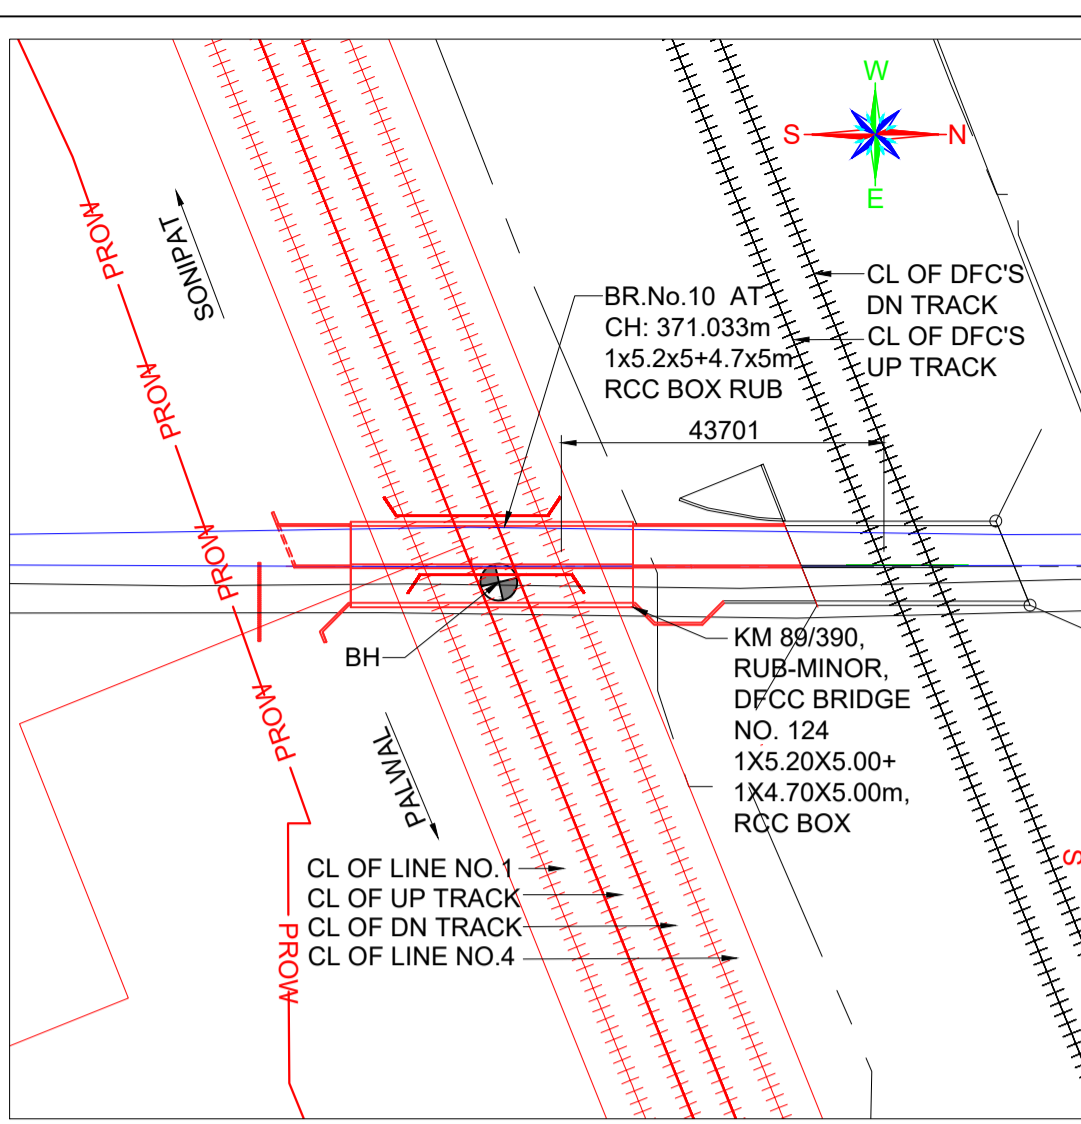 W
S
N
E
PROW
PROW
SONIPAT
CL OF DFC'S
DN TRACK
CL OF DFC'S
UP TRACK
BR.No.10 AT
CH: 371.033m
1x5.2x5+4.7x5m
RCC BOX RUB
43701
PROW
PROW
PROW
PROW
BH
KM 89/390,
RUB-MINOR,
DFCC BRIDGE
NO. 124
1X5.20X5.00+
1X4.70X5.00m,
RCC BOX
PROW
PROW
PALWAL
CL OF LINE NO.1
CL OF UP TRACK
CL OF DN TRACK
CL OF LINE NO.4
PROW
S